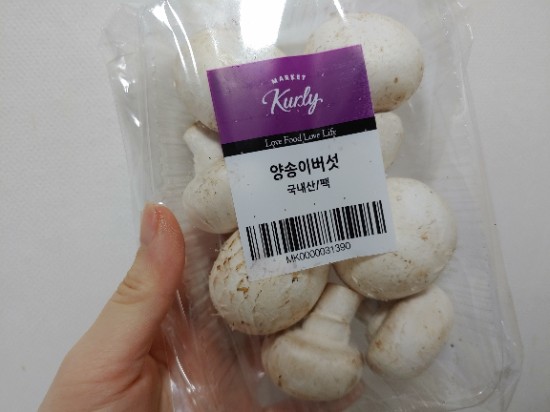 MARKET
Kurly
Love Food Love Life
양송이버섯
국내산/팩
MK0000031390